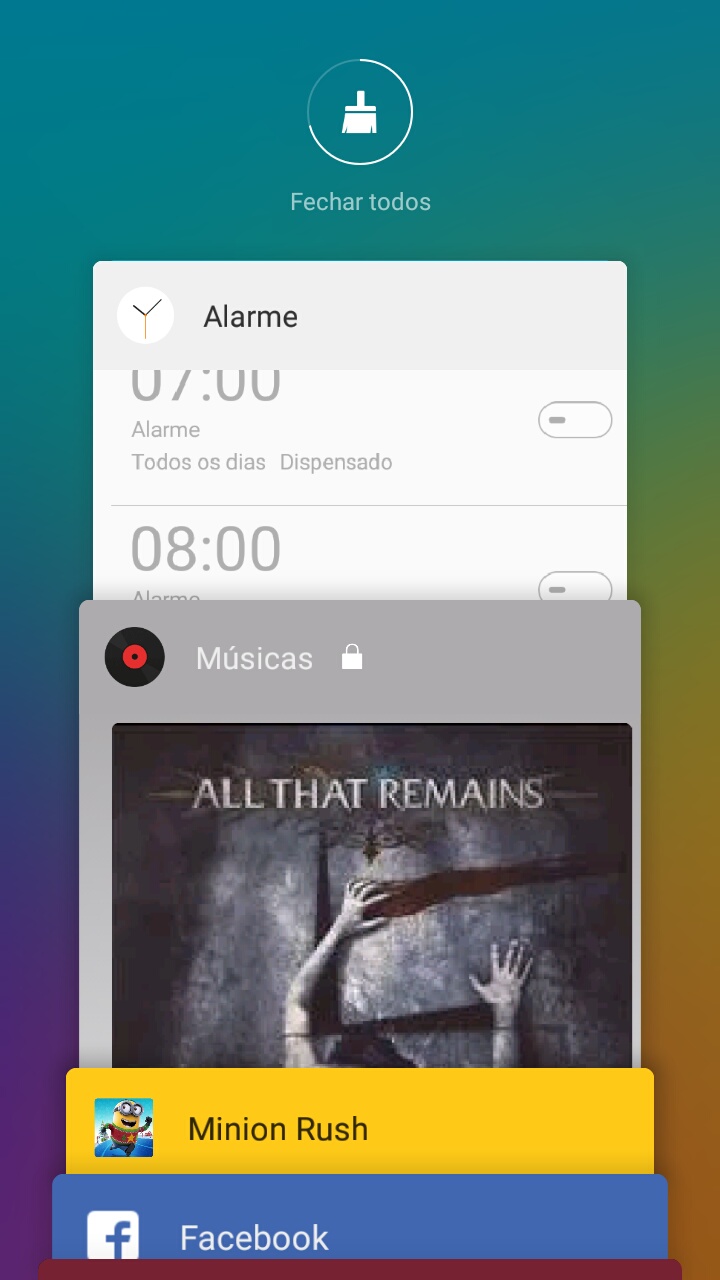 Fechar todos
Alarme
07:00
Alarme
Todos os dias Dispensado
08:00
Alarme
Músicas
ALL THAT REMAINS
Minion Rush
Facebook